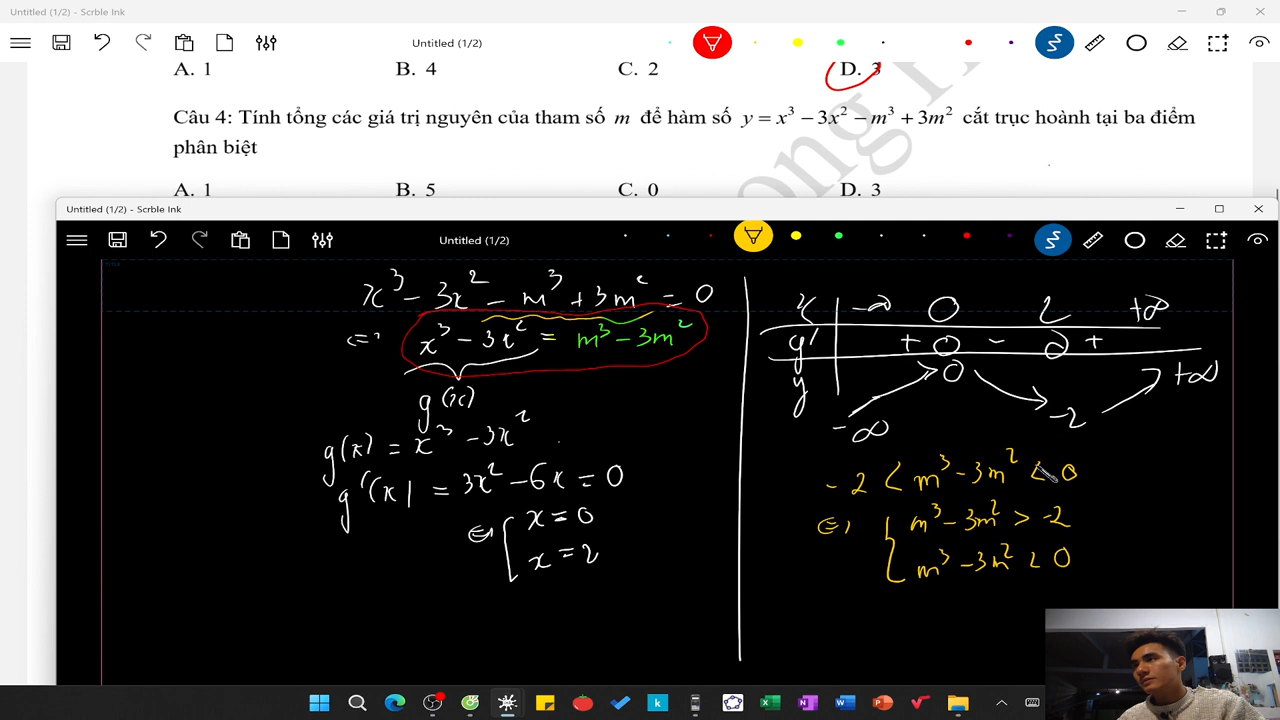 Untitled (1/2) - Scrble Ink
Untitled (1/2)
A. 1 B. 4 C. 2 D. 3
Câu 4: Tính tổng các giá trị nguyên của tham số m để hàm số y = x³ − 3x² − m³ + 3m² cắt trục hoành tại ba điểm
phân biệt
A. 1 B. 5 C. 0 D. 3
Untitled (1/2) - Scrble Ink
Untitled (1/2)
x³ − 3x² − m³ + 3m² = 0
x³ − 3x² = m³ − 3m²
g(x)
g(x) = x³ − 3x²
g'(x) = 3x² − 6x = 0
⇔ [ x = 0
x = 2
x −∞ 0 2 +∞
g' + 0 − 0 +
y 0 +∞
−∞ −2
−2 < m³ − 3m² < 0
⇔ { m³ − 3m² > −2
m³ − 3m² < 0